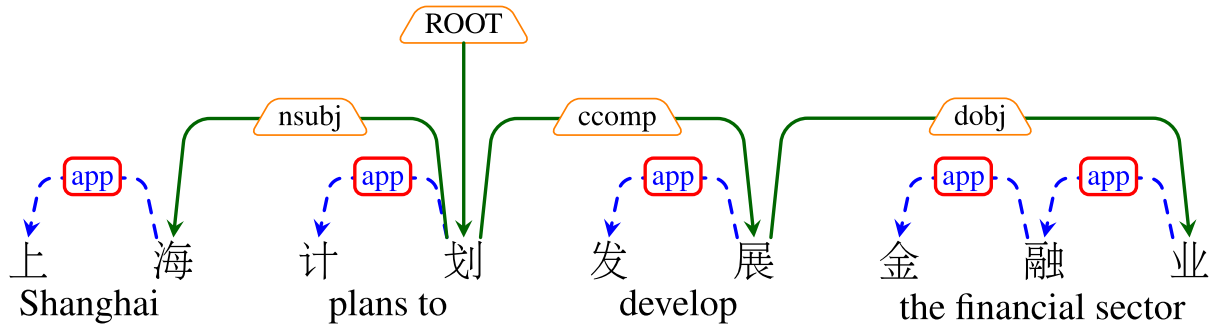 ROOT
nsubj ccomp dobj
app app app app app
上 海 计 划 发 展 金 融 业
Shanghai plans to develop the financial sector